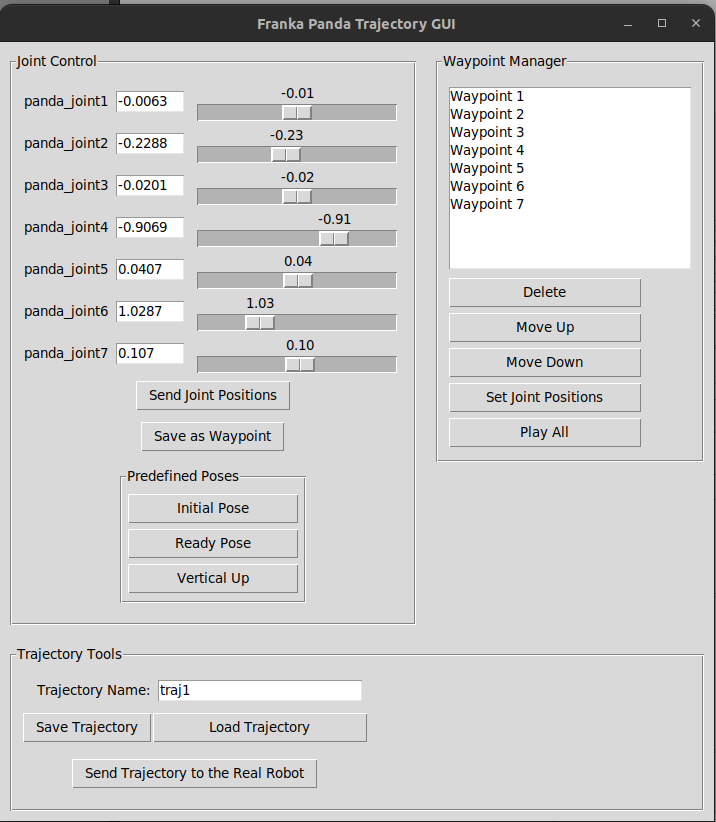 Franka Panda Trajectory GUI
Joint Control
-0.01
panda_joint1 -0.0063
-0.23
panda_joint2 -0.2288
-0.02
panda_joint3 -0.0201
-0.91
panda_joint4 -0.9069
0.04
panda_joint5 0.0407
1.03
panda_joint6 1.0287
0.10
panda_joint7 0.107
Send Joint Positions
Save as Waypoint
Predefined Poses
Initial Pose
Ready Pose
Vertical Up
Waypoint Manager
Waypoint 1
Waypoint 2
Waypoint 3
Waypoint 4
Waypoint 5
Waypoint 6
Waypoint 7
Delete
Move Up
Move Down
Set Joint Positions
Play All
Trajectory Tools
Trajectory Name: traj1
Save Trajectory Load Trajectory
Send Trajectory to the Real Robot